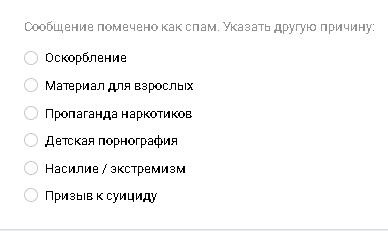 Сообщение помечено как спам. Указать другую причину:
Оскорбление
Материал для взрослых
Пропаганда наркотиков
Детская порнография
Насилие / экстремизм
Призыв к суициду